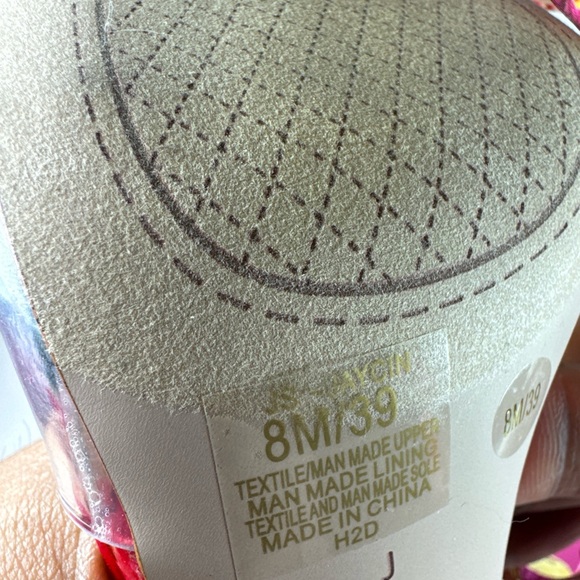 8M/39
TEXTILE/MAN MADE UPPER
MAN MADE LINING
TEXTILE AND MAN MADE SOLE
MADE IN CHINA
H2D
8M/39
J